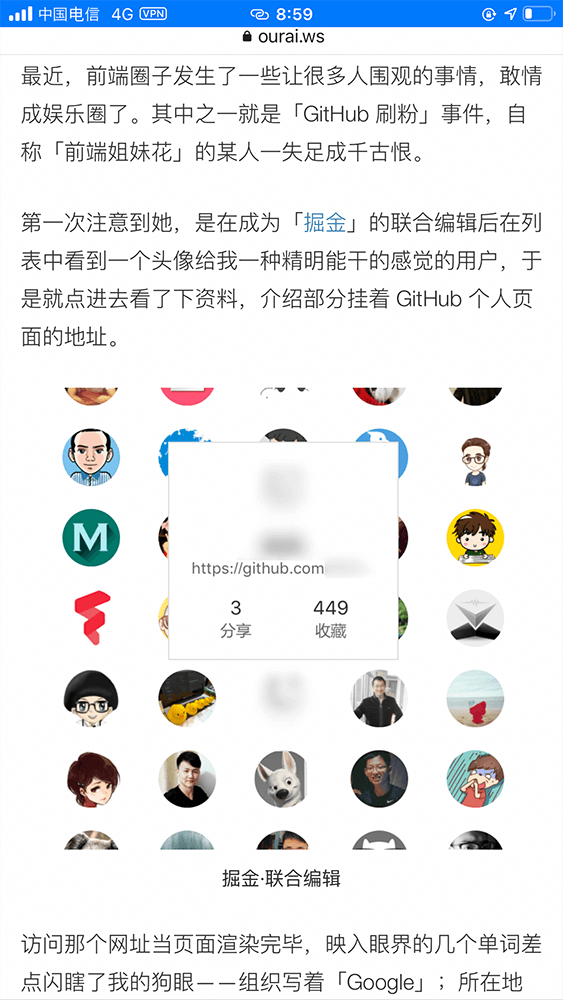 中国电信 4G VPN 8:59
ourai.ws
最近，前端圈子发生了一些让很多人围观的事情，敢情
成娱乐圈了。其中之一就是「GitHub 刷粉」事件，自
称「前端姐妹花」的某人一失足成千古恨。
第一次注意到她，是在成为「掘金」的联合编辑后在列
表中看到一个头像给我一种精明能干的感觉的用户，于
是就点进去看了下资料，介绍部分挂着 GitHub 个人页
面的地址。
M
https://github.com
3 449
分享 收藏
掘金·联合编辑
访问那个网址当页面渲染完毕，映入眼界的几个单词差
点闪瞎了我的狗眼——组织写着「Google」；所在地